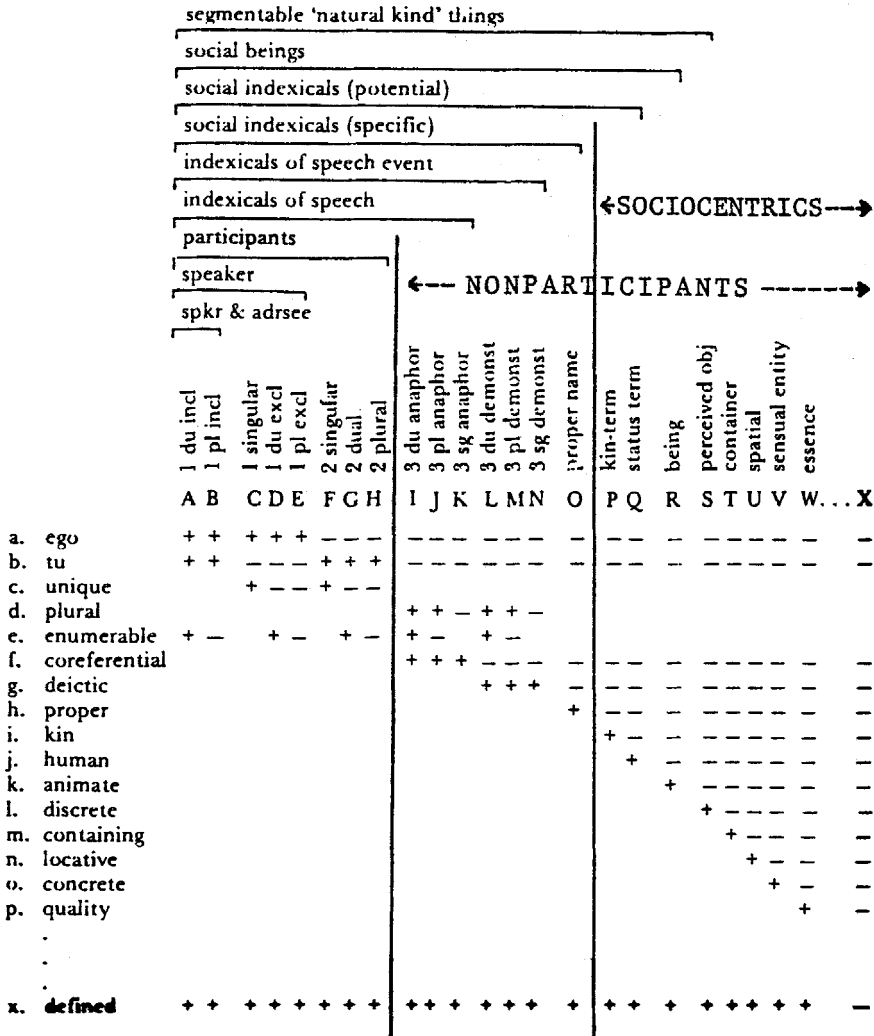 segmentable ‘natural kind’ things
social beings
social indexicals (potential)
social indexicals (specific)
indexicals of speech event
indexicals of speech
←SOCIOCENTRICS--→
participants
speaker
←-- NONPARTICIPANTS ------→
spkr & adrsee
1 du incl
1 pl incl
1 singular
1 du excl
1 pl excl
2 singular
2 dual
2 plural
3 du anaphor
3 pl anaphor
3 sg anaphor
3 du demonst
3 pl demonst
3 sg demonst
proper name
kin-term
status term
being
perceived obj
container
spatial
sensual entity
essence
A B C D E F G H I J K L M N O P Q R S T U V W... X
a. ego + + + + + – – – – – – – – – – – – – – – – – – –
b. tu + + – – – + + + – – – – – – – – – – – – – – – –
c. unique + – – + – –
d. plural + + – + + –
e. enumerable + – + – + – + – + –
f. coreferential + + + – – – – – – – – – – – – –
g. deictic + + + – – – – – – – – – –
h. proper + – – – – – – – – –
i. kin + – – – – – – – –
j. human + – – – – – – –
k. animate + – – – – – –
l. discrete + – – – – –
m. containing + – – – –
n. locative + – – –
o. concrete + – –
p. quality + –
.
.
.
x. defined + + + + + + + + + + + + + + + + + + + + + + + –